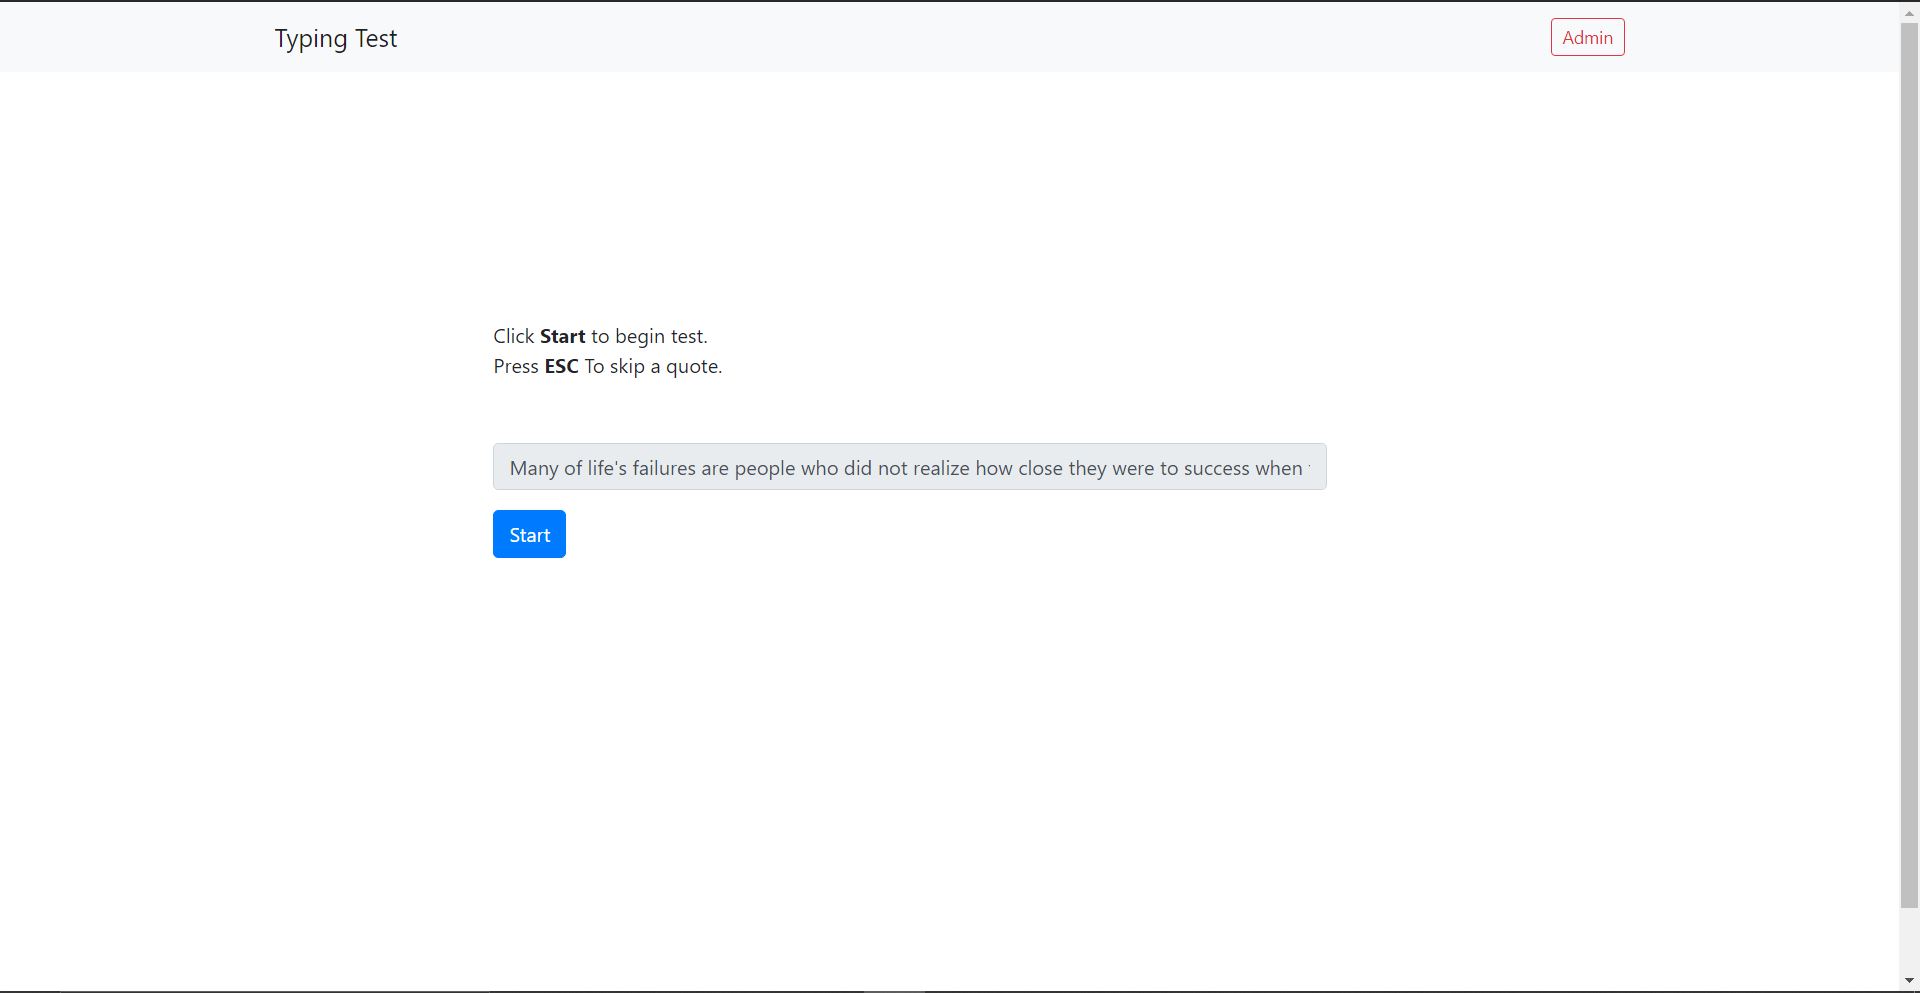 Typing Test
Admin
Click Start to begin test.
Press ESC To skip a quote.
Many of life's failures are people who did not realize how close they were to success when
Start